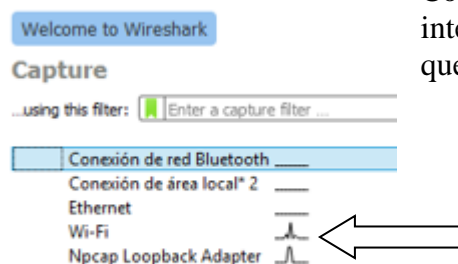 Welcome to Wireshark
Capture
...using this filter: Enter a capture filter ...
Conexión de red Bluetooth
Conexión de área local* 2
Ethernet
Wi-Fi
Npcap Loopback Adapter